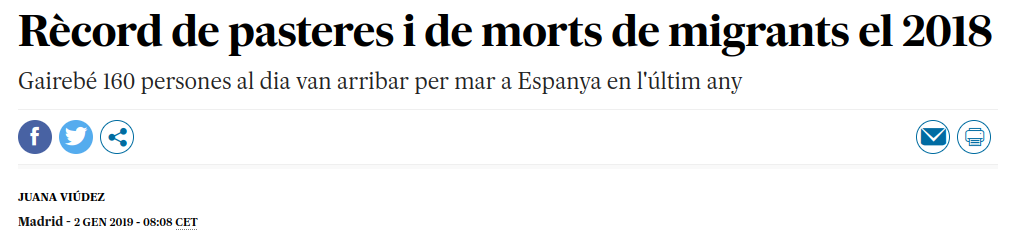 Rècord de pasteres i de morts de migrants el 2018
Gairebé 160 persones al dia van arribar per mar a Espanya en l'últim any
JUANA VIÚDEZ
Madrid - 2 GEN 2019 - 08:08 CET